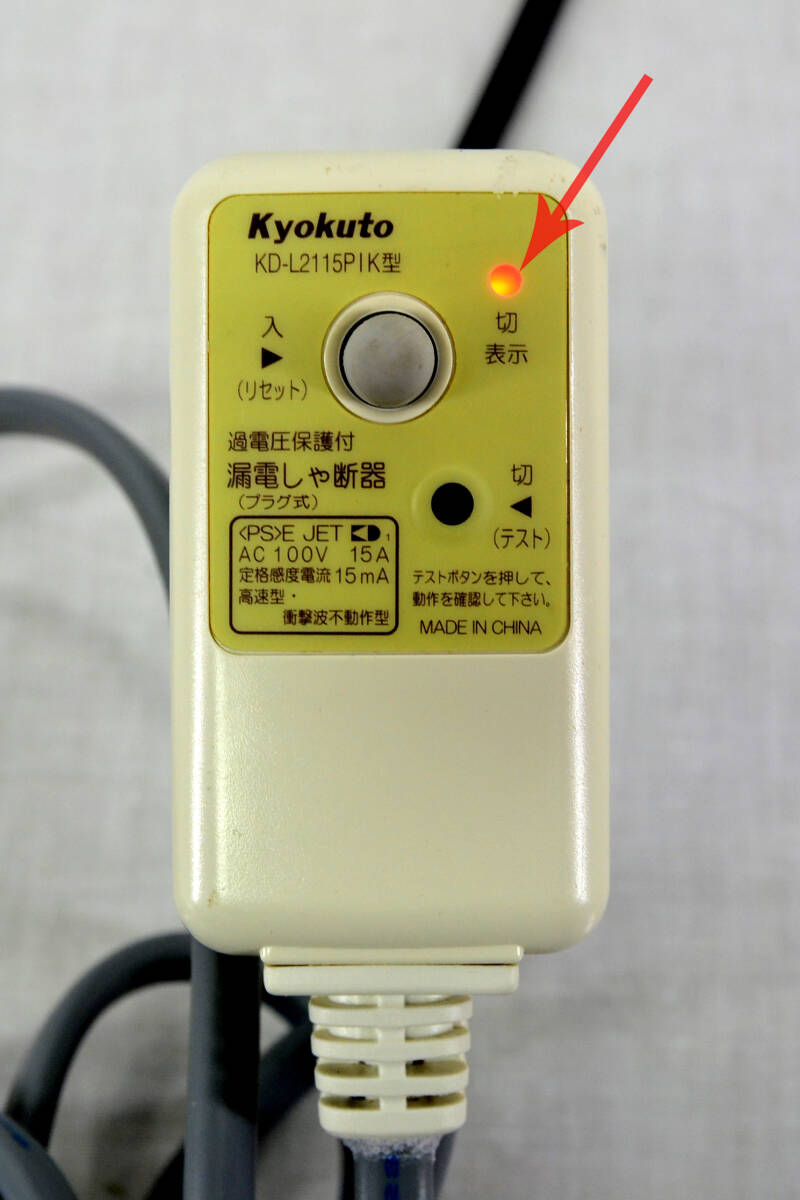 Kyokuto
KD-L2115PIK型
入
▶
(リセット)
切
表示
過電圧保護付
漏電しゃ断器
(プラグ式)
切
◀
(テスト)
<PS>E JET KD 1
AC 100V 15A
定格感度電流 15mA
高速型・
衝撃波不動作型
テストボタンを押して、
動作を確認して下さい。
MADE IN CHINA